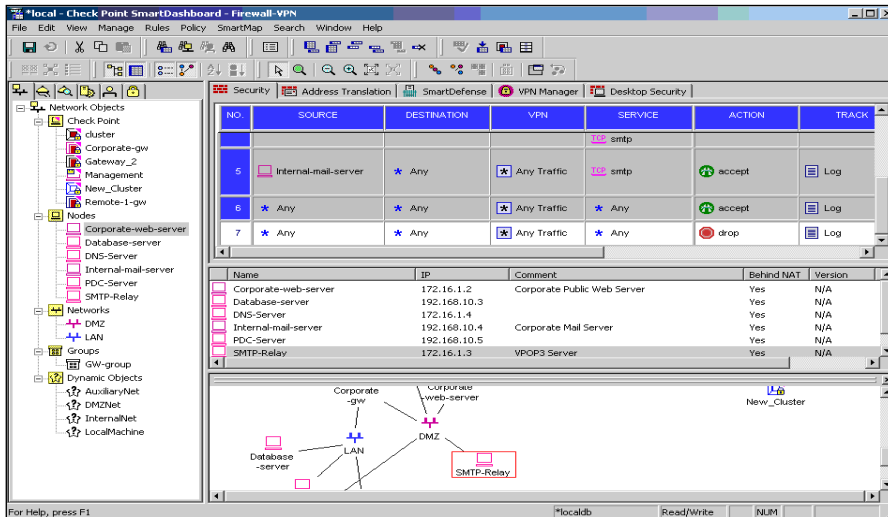 *local - Check Point SmartDashboard - Firewall-VPN
File Edit View Manage Rules Policy SmartMap Search Window Help
Security Address Translation SmartDefense VPN Manager Desktop Security
Network Objects
Check Point
cluster
Corporate-gw
Gateway_2
Management
New_Cluster
Remote-1-gw
Nodes
Corporate-web-server
Database-server
DNS-Server
Internal-mail-server
PDC-Server
SMTP-Relay
Networks
DMZ
LAN
Groups
GW-group
Dynamic Objects
AuxiliaryNet
DMZNet
InternalNet
LocalMachine
NO. SOURCE DESTINATION VPN SERVICE ACTION TRACK
TCP smtp
5 Internal-mail-server * Any * Any Traffic TCP smtp accept Log
6 * Any * Any * Any Traffic * Any accept Log
7 * Any * Any * Any Traffic * Any drop Log
Name IP Comment Behind NAT Version
Corporate-web-server 172.16.1.2 Corporate Public Web Server Yes N/A
Database-server 192.168.10.3 Yes N/A
DNS-Server 172.16.1.4 Yes N/A
Internal-mail-server 192.168.10.4 Corporate Mail Server Yes N/A
PDC-Server 192.168.10.5 Yes N/A
SMTP-Relay 172.16.1.3 VPOP3 Server Yes N/A
Corporate
-gw
Corporate
-web-server
New_Cluster
DMZ
LAN
Database
-server
SMTP-Relay
For Help, press F1 *localdb Read/Write NUM